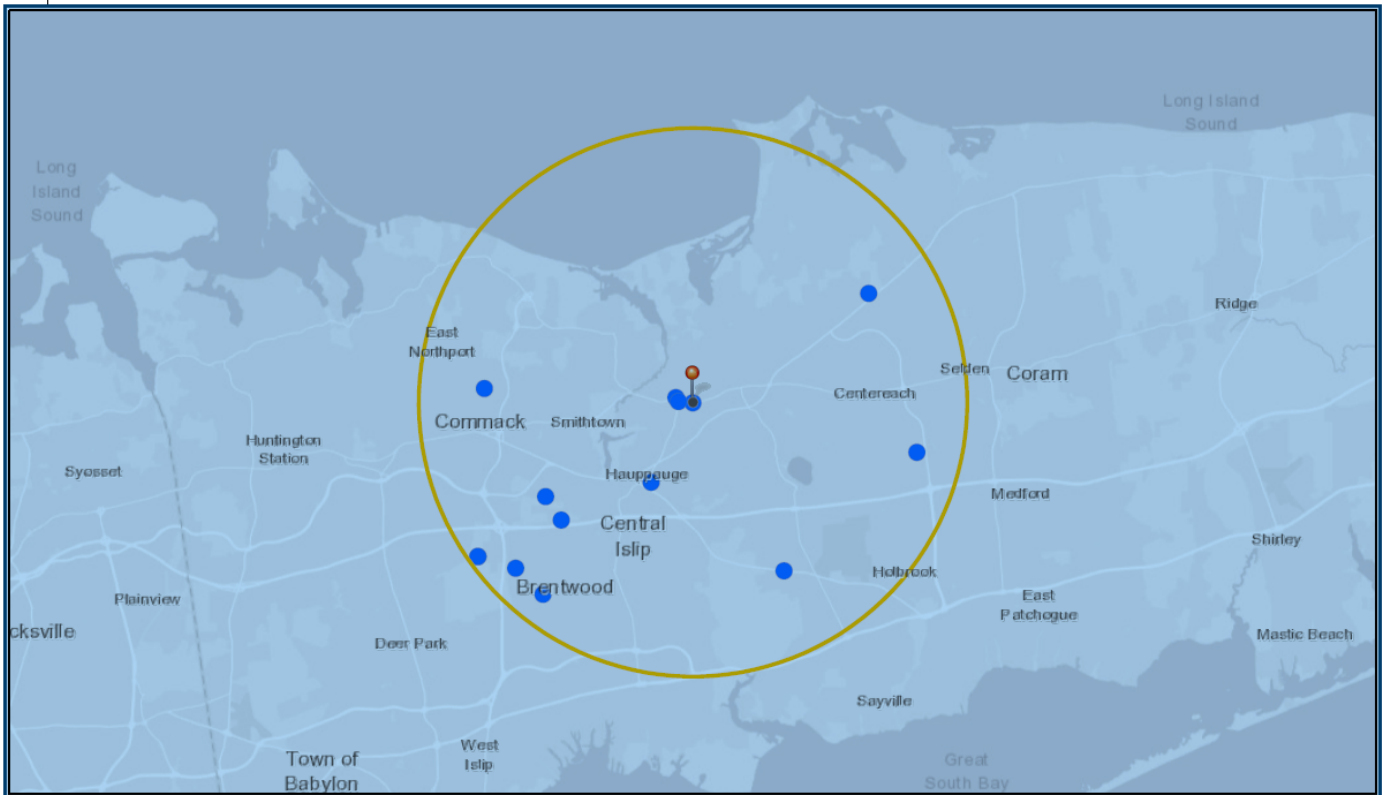 Long Island
Sound
Long
Island
Sound
Ridge
East
Northport
Selden
Coram
Centereach
Commack
Smithtown
Huntington
Station
Syosset
Hauppauge
Medford
Central
Islip
Shirley
Holbrook
Brentwood
Plainview
East
Patchogue
cksville
Mastic Beach
Deer Park
Sayville
West
Islip
Town of
Babylon
Great
South Bay